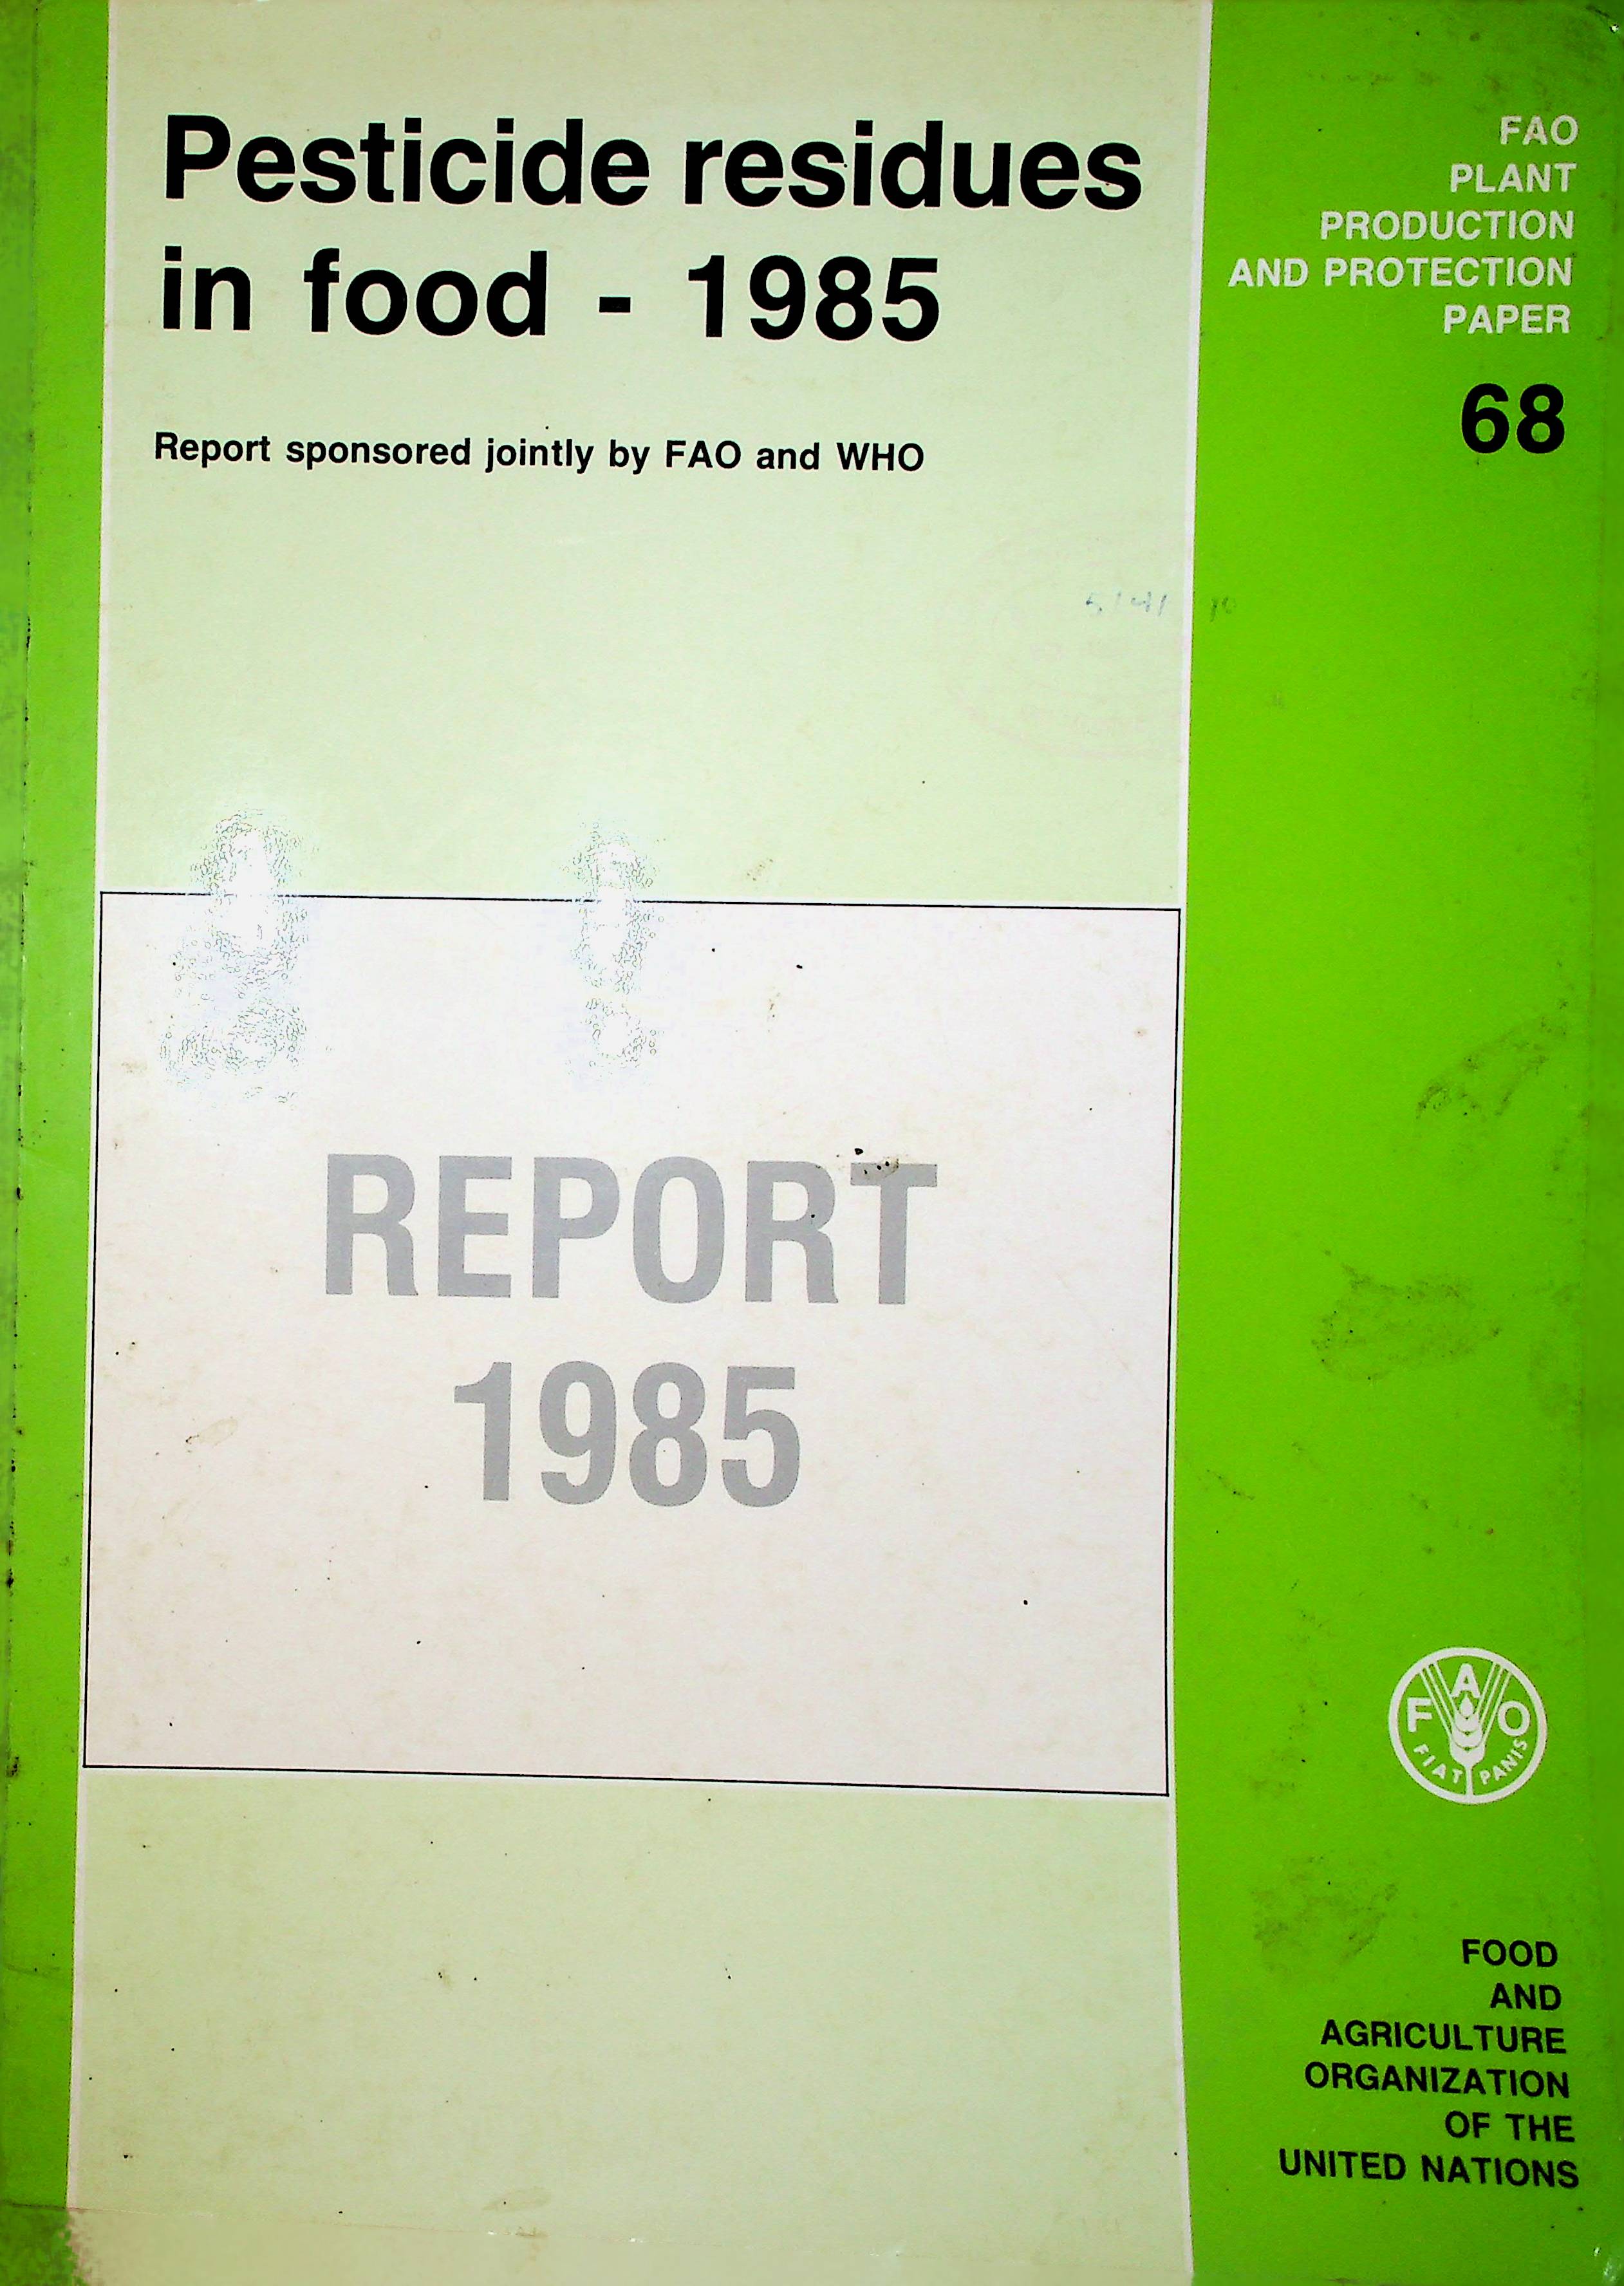 Pesticide residues
in food - 1985
Report sponsored jointly by FAO and WHO
FAO
PLANT
PRODUCTION
AND PROTECTION
PAPER
68
REPORT
1985
F A O
FIAT PANIS
FOOD
AND
AGRICULTURE
ORGANIZATION
OF THE
UNITED NATIONS